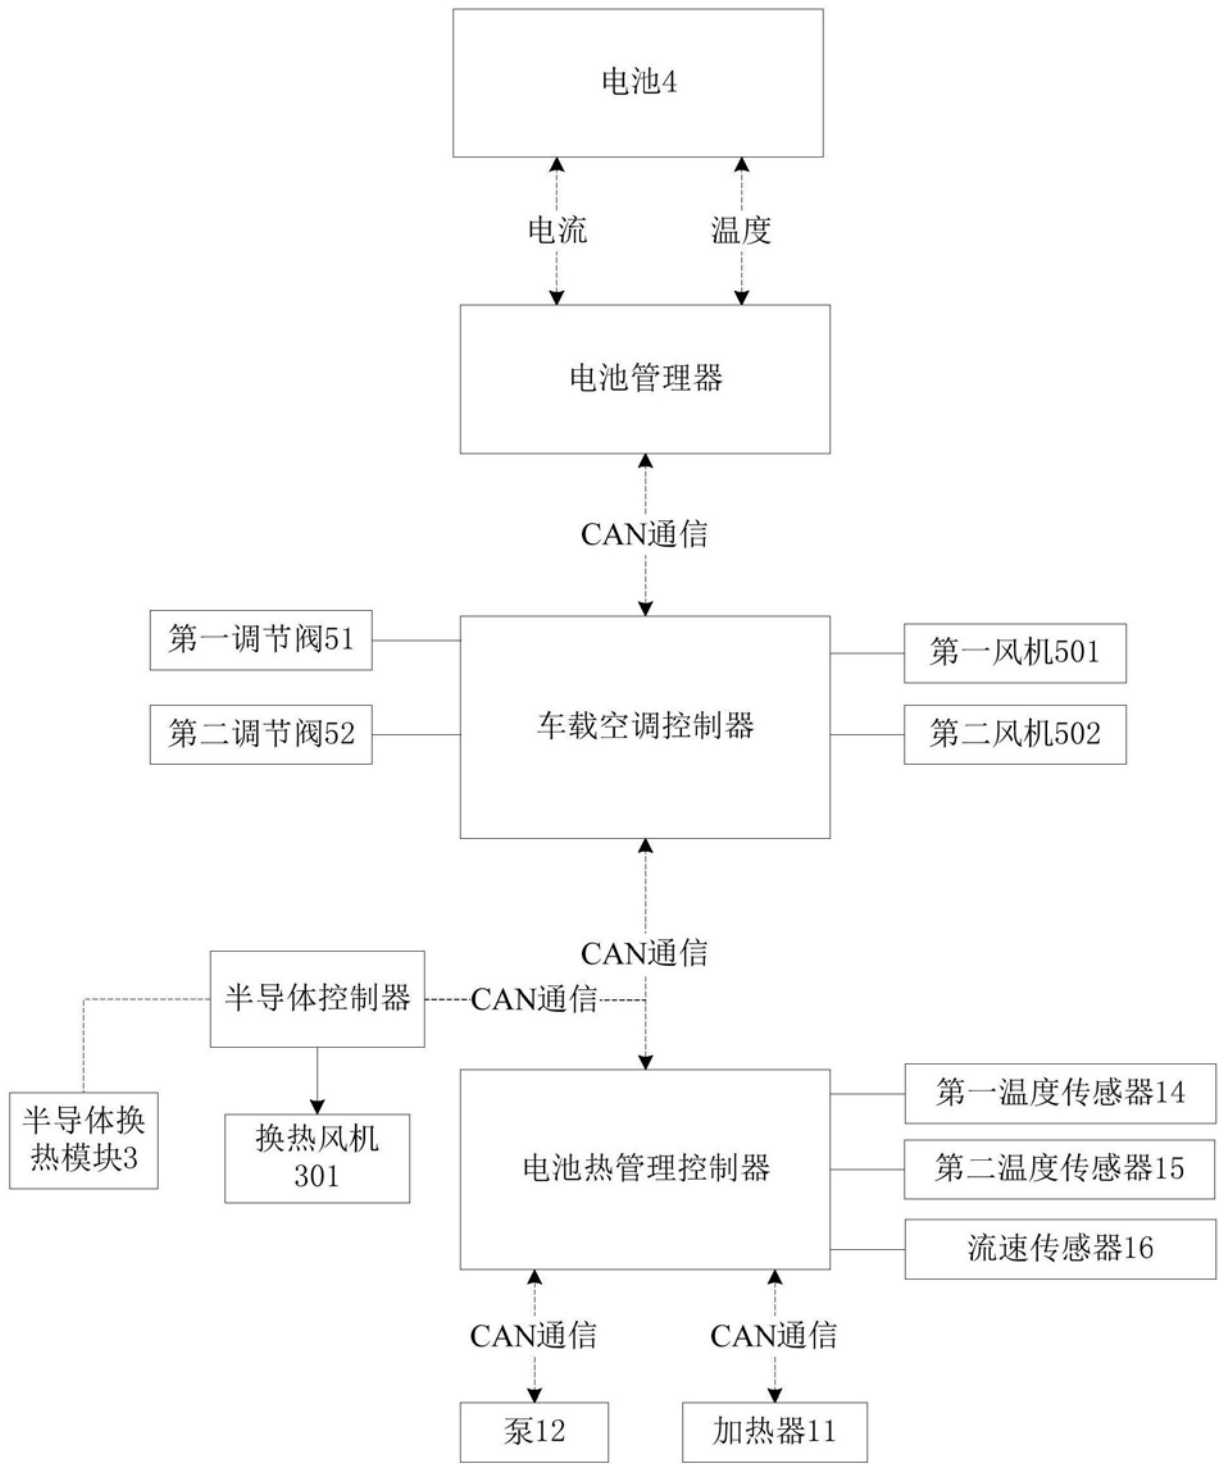 电池4
电流
温度
电池管理器
CAN通信
第一调节阀51
第一风机501
第二调节阀52
车载空调控制器
第二风机502
CAN通信
半导体控制器
CAN通信
半导体换
热模块3
换热风机
301
电池热管理控制器
第一温度传感器14
第二温度传感器15
流速传感器16
CAN通信
CAN通信
泵12
加热器11